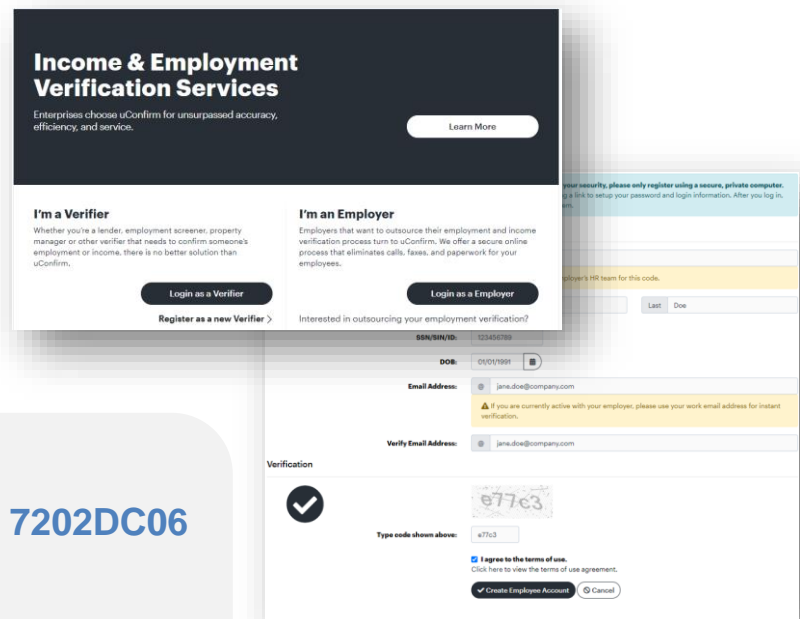 Income & Employment
Verification Services
Enterprises choose uConfirm for unsurpassed accuracy,
efficiency, and service.
Learn More
I'm a Verifier
Whether you're a lender, employment screener, property
manager or other verifier that needs to confirm someone's
employment or income, there is no better solution than
uConfirm.
Login as a Verifier
Register as a new Verifier >
I'm an Employer
Employers that want to outsource their employment and income
verification process turn to uConfirm. We offer a secure online
process that eliminates calls, faxes, and paperwork for your
employees.
Login as a Employer
Interested in outsourcing your employment verification?
your security, please only register using a secure, private computer.
g a link to setup your password and login information. After you log in,
ployer's HR team for this code.
Last Doe
SSN/SIN/ID: 123456789
DOB: 01/01/1991
Email Address: @ jane.doe@company.com
If you are currently active with your employer, please use your work email address for instant
verification.
Verify Email Address: @ jane.doe@company.com
Verification
e77c3
Type code shown above: e77c3
I agree to the terms of use.
Click here to view the terms of use agreement.
Create Employee Account Cancel
7202DC06